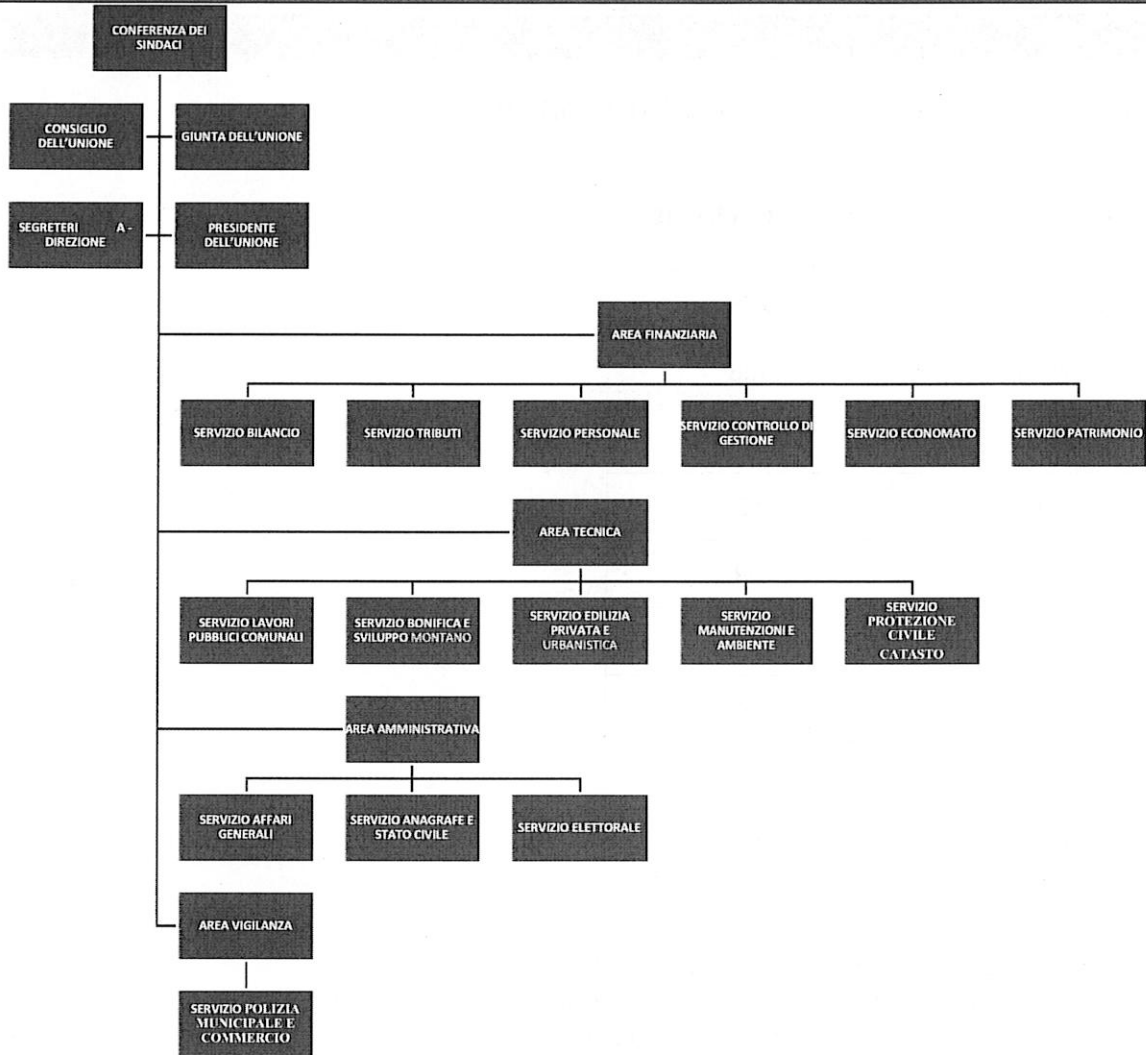 CONFERENZA DEI
SINDACI
CONSIGLIO
DELL'UNIONE
GIUNTA DELL'UNIONE
SEGRETERI A -
DIREZIONE
PRESIDENTE
DELL'UNIONE
AREA FINANZIARIA
SERVIZIO BILANCIO
SERVIZIO TRIBUTI
SERVIZIO PERSONALE
SERVIZIO CONTROLLO DI
GESTIONE
SERVIZIO ECONOMATO
SERVIZIO PATRIMONIO
AREA TECNICA
SERVIZIO LAVORI
PUBBLICI COMUNALI
SERVIZIO BONIFICA E
SVILUPPO MONTANO
SERVIZIO EDILIZIA
PRIVATA E
URBANISTICA
SERVIZIO
MANUTENZIONI E
AMBIENTE
SERVIZIO
PROTEZIONE
CIVILE
CATASTO
AREA AMMINISTRATIVA
SERVIZIO AFFARI
GENERALI
SERVIZIO ANAGRAFE E
STATO CIVILE
SERVIZIO ELETTORALE
AREA VIGILANZA
SERVIZIO POLIZIA
MUNICIPALE E
COMMERCIO